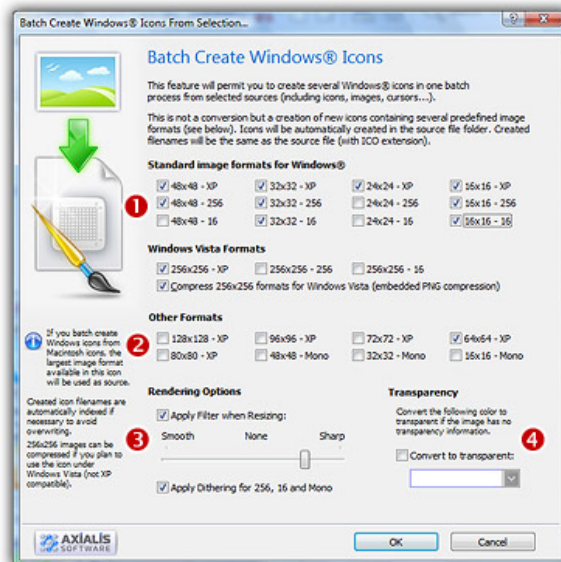 Batch Create Windows® Icons From Selection...
Batch Create Windows® Icons
This feature will permit you to create several Windows® icons in one batch
process from selected sources (including icons, images, cursors...).
This is not a conversion but a creation of new icons containing several predefined image
formats (see below). Icons will be automatically created in the source file folder. Created
filenames will be the same as the source file (with ICO extension).
Standard image formats for Windows®
1
48x48 - XP 32x32 - XP 24x24 - XP 16x16 - XP
48x48 - 256 32x32 - 256 24x24 - 256 16x16 - 256
48x48 - 16 32x32 - 16 24x24 - 16 16x16 - 16
Windows Vista Formats
256x256 - XP 256x256 - 256 256x256 - 16
Compress 256x256 formats for Windows Vista (embedded PNG compression)
Other Formats
2
128x128 - XP 96x96 - XP 72x72 - XP 64x64 - XP
80x80 - XP 48x48 - Mono 32x32 - Mono 16x16 - Mono
If you batch create
Windows icons from
Macintosh icons, the
largest image format
available in this icon
will be used as source.
Created icon filenames are
automatically indexed if
necessary to avoid
overwriting.
256x256 images can be
compressed if you plan to
use the icon under
Windows Vista (not XP
compatible).
Rendering Options
Apply Filter when Resizing:
3
Smooth None Sharp
Apply Dithering for 256, 16 and Mono
Transparency
Convert the following color to
transparent if the image has no
transparency information.
4
Convert to transparent:
AXIALIS
SOFTWARE
OK
Cancel